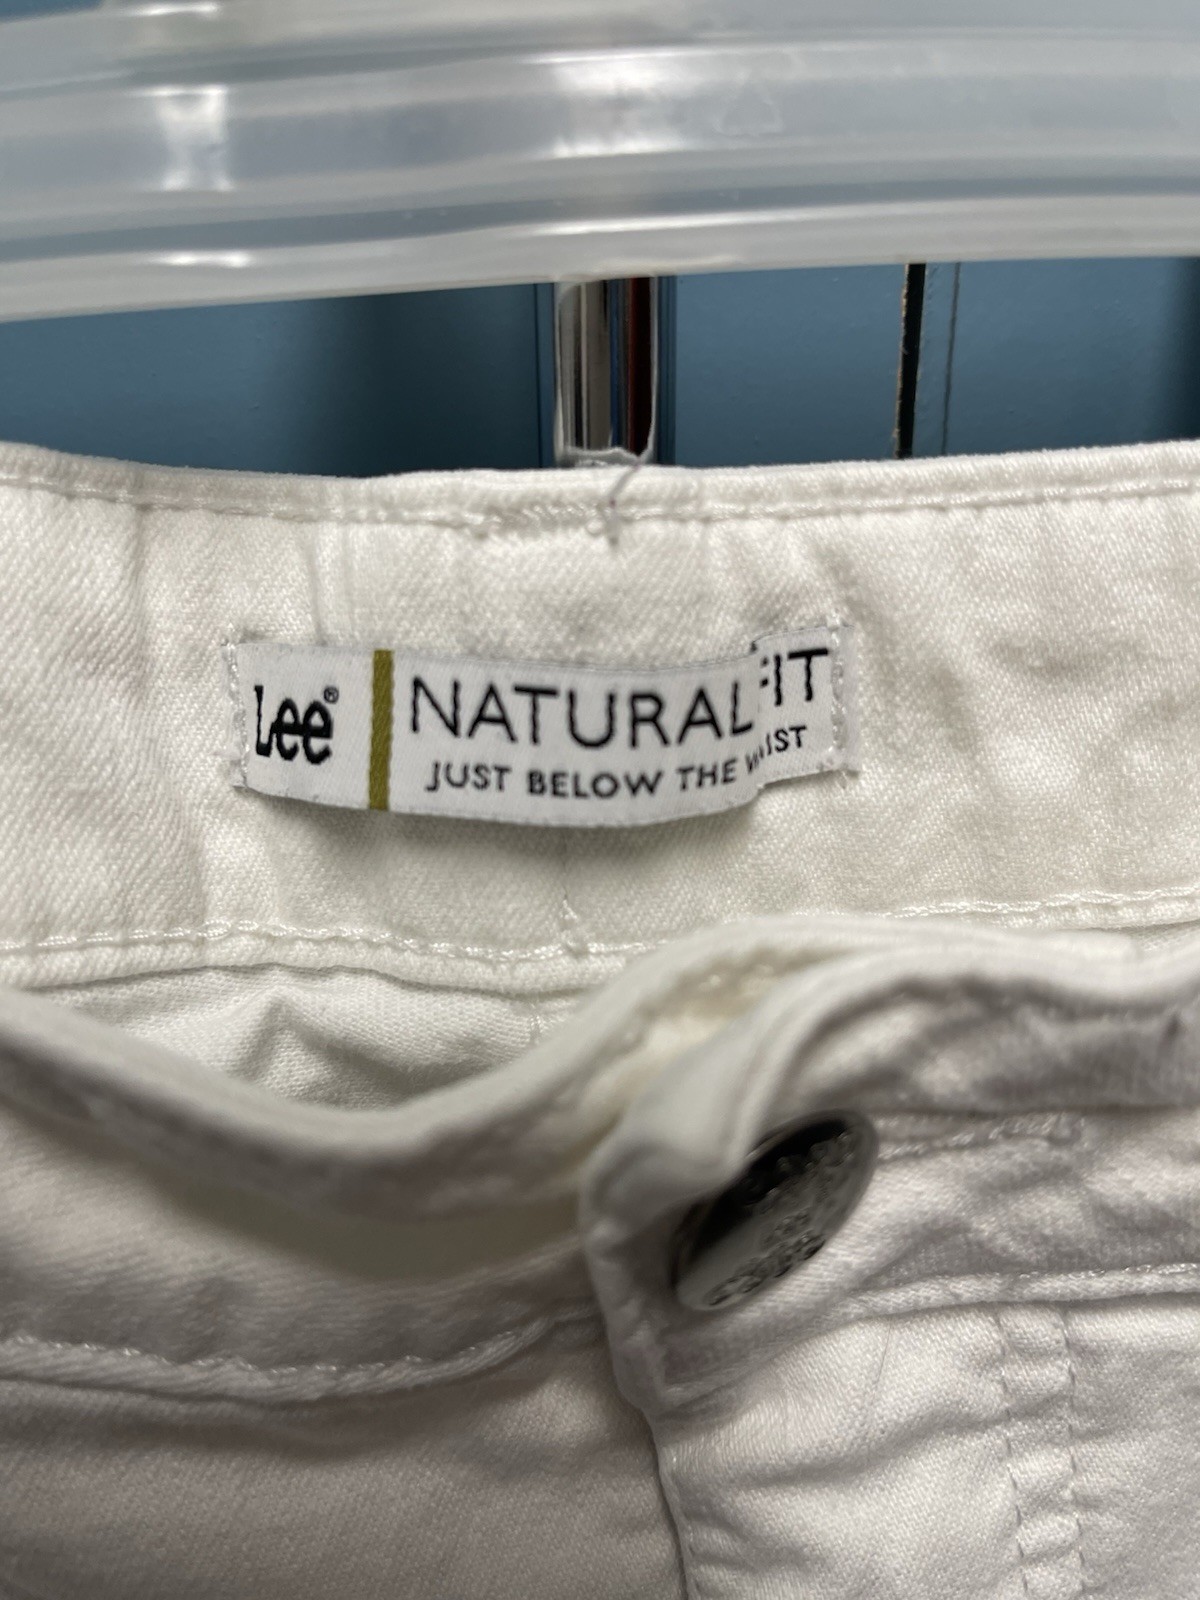 Lee®
NATURAL FIT
JUST BELOW THE WAIST